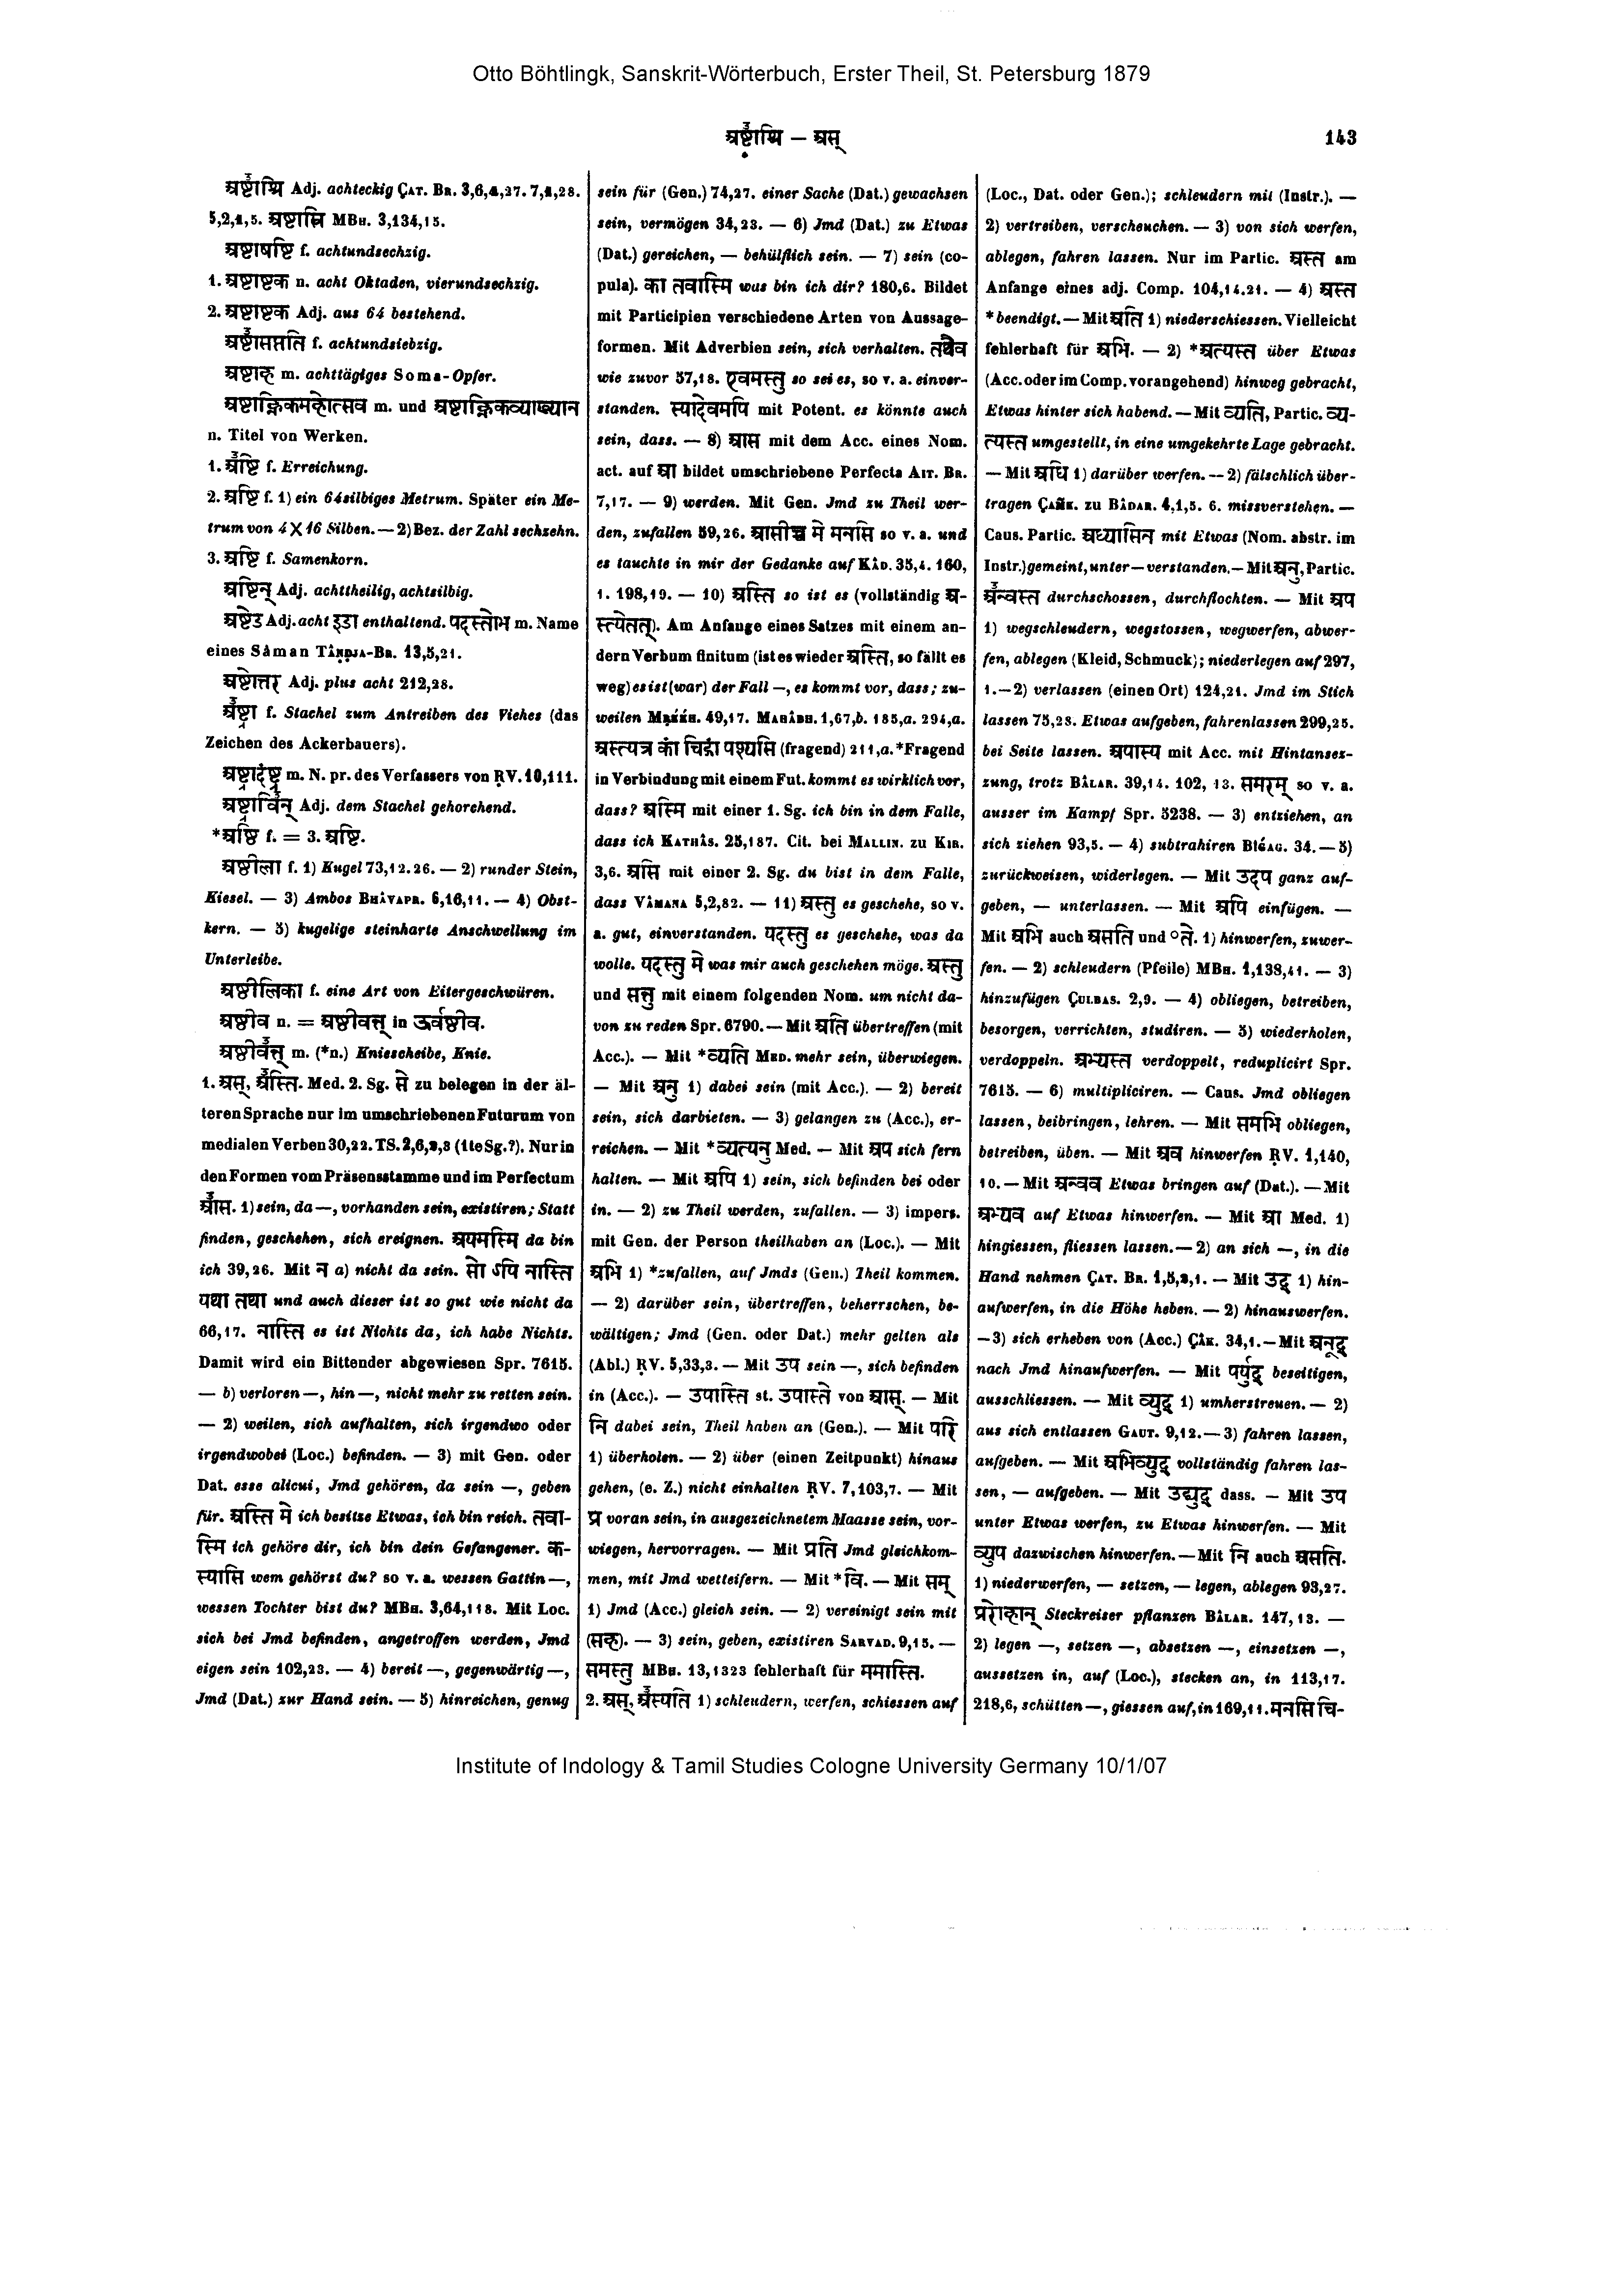 Otto Böhtlingk, Sanskrit-Wörterbuch, Erster Theil, St. Petersburg 1879
अष्टाश्रि — अस्
143
अष्टाश्रि Adj. achteckig ÇAT. BR. 3,6,4,27. 7,1,28.
5,2,1,5. अष्टास्रि MBH. 3,134,15.
अष्टाषष्टि f. achtundsechzig.
1. अष्टाष्टक n. acht Oktaden, vierundsechzig.
2. अष्टाष्टक Adj. aus 64 bestehend.
अष्टासप्तति f. achtundsiebzig.
अष्टाह m. achttägiges Soma-Opfer.
अष्टाह्निकमहोत्सव m. und अष्टाह्निकव्याख्यान
n. Titel von Werken.
1. अष्टि f. Erreichung.
2. अष्टि f. 1) ein 64silbiges Metrum. Später ein Me-
trum von 4 X 16 Silben. — 2) Bez. der Zahl sechzehn.
3. अष्टि f. Samenkorn.
अष्टिन् Adj. achttheilig, achtsilbig.
अष्टेड Adj. acht इडा enthaltend. पदस्तोभ m. Name
eines Sâman TÂṆḌJA-BR. 13,5,21.
अष्टोत्तर Adj. plus acht 212,28.
अष्ट्रा f. Stachel zum Antreiben des Viehes (das
Zeichen des Ackerbauers).
अष्ट्रादंष्ट्र m. N. pr. des Verfassers von ṚV. 10,111.
अष्ट्राविन् Adj. dem Stachel gehorchend.
*अष्ठि f. = 3. अष्टि.
अष्ठीला f. 1) Kugel 73,12.26. — 2) runder Stein,
Kiesel. — 3) Ambos BHÂVAPR. 6,16,11. — 4) Obst-
kern. — 5) kugelige steinharte Anschwellung im
Unterleibe.
अष्ठीलिका f. eine Art von Eitergeschwüren.
अष्ठीव n. = अष्ठीवत् in ऊर्वष्ठीव.
अष्ठीवत् m. (*n.) Kniescheibe, Knie.
1. अस्, अस्ति. Med. 2. Sg. से zu belegen in der äl-
teren Sprache nur im umschriebenen Futurum von
medialen Verben 30,22. TS. 2,6,2,3 (1te Sg.?). Nur in
den Formen vom Präsensstamme und im Perfectum
आस. 1) sein, da —, vorhanden sein, existiren; Statt
finden, geschehen, sich ereignen. अयमस्मि da bin
ich 39,26. Mit न a) nicht da sein. सो ऽपि नास्ति
यथा तथा und auch dieser ist so gut wie nicht da
66,17. नास्ति es ist Nichts da, ich habe Nichts.
Damit wird ein Bittender abgewiesen Spr. 7615.
— b) verloren —, hin —, nicht mehr zu retten sein.
— 2) weilen, sich aufhalten, sich irgendwo oder
irgendwobei (Loc.) befinden. — 3) mit Gen. oder
Dat. esse alicui, Jmd gehören, da sein —, geben
für. अस्ति मे ich besitze Etwas, ich bin reich. तवा-
स्मि ich gehöre dir, ich bin dein Gefangener. क-
स्यासि wem gehörst du? so v. a. wessen Gattin —,
wessen Tochter bist du? MBH. 3,64,118. Mit Loc.
sich bei Jmd befinden, angetroffen werden, Jmd
eigen sein 102,23. — 4) bereit —, gegenwärtig —,
Jmd (Dat.) zur Hand sein. — 5) hinreichen, genug
sein für (Gen.) 74,27. einer Sache (Dat.) gewachsen
sein, vermögen 34,23. — 6) Jmd (Dat.) zu Etwas
(Dat.) gereichen, — behülflich sein. — 7) sein (co-
pula). का तवास्मि was bin ich dir? 180,6. Bildet
mit Participien verschiedene Arten von Aussage-
formen. Mit Adverbien sein, sich verhalten. तथैव
wie zuvor 57,18. एवमस्तु so sei es, so v. a. einver-
standen. स्यादेवमपि mit Potent. es könnte auch
sein, dass. — 8) आस mit dem Acc. eines Nom.
act. auf आ bildet umschriebene Perfecta AIT. BR.
7,17. — 9) werden. Mit Gen. Jmd zu Theil wer-
den, zufallen 59,26. आसीच्च मे मनसि so v. a. und
es tauchte in mir der Gedanke auf KÂD. 35,4. 160,
1. 198,19. — 10) अस्ति so ist es (vollständig अ-
स्त्येतत्). Am Anfange eines Satzes mit einem an-
dern Verbum finitum (ist es wieder अस्ति, so fällt es
weg) es ist (war) der Fall —, es kommt vor, dass; zu-
weilen MṚKKH. 49,17. MAHÂBH. 1,67,b. 185,a. 294,a.
अस्त्यत्र कां चिद्गां पश्यसि (fragend) 211,a. *Fragend
in Verbindung mit einem Fut. kommt es wirklich vor,
dass? अस्मि mit einer 1. Sg. ich bin in dem Falle,
dass ich KATHÂS. 25,187. Cit. bei MALLIN. zu KIR.
3,6. असि mit einer 2. Sg. du bist in dem Falle,
dass VÂMANA 5,2,82. — 11) अस्तु es geschehe, so v.
a. gut, einverstanden. यदस्तु es geschehe, was da
wolle. यदस्तु मे was mir auch geschehen möge. अस्तु
und सत्तु mit einem folgenden Nom. um nicht da-
von zu reden Spr. 6790. — Mit अति übertreffen (mit
Acc.). — Mit *व्यति MED. mehr sein, überwiegen.
— Mit अनु 1) dabei sein (mit Acc.). — 2) bereit
sein, sich darbieten. — 3) gelangen zu (Acc.), er-
reichen. — Mit *व्यत्यनु Med. — Mit अप sich fern
halten. — Mit अपि 1) sein, sich befinden bei oder
in. — 2) zu Theil werden, zufallen. — 3) impers.
mit Gen. der Person theilhaben an (Loc.). — Mit
अभि 1) *zufallen, auf Jmds (Gen.) Theil kommen.
— 2) darüber sein, übertreffen, beherrschen, be-
wältigen; Jmd (Gen. oder Dat.) mehr gelten als
(Abl.) ṚV. 5,33,3. — Mit उप sein —, sich befinden
in (Acc.). — उपास्ति st. उपास्ते von आस्. — Mit
नि dabei sein, Theil haben an (Gen.). — Mit परि
1) überholen. — 2) über (einen Zeitpunkt) hinaus
gehen, (e. Z.) nicht einhalten ṚV. 7,103,7. — Mit
प्र voran sein, in ausgezeichnetem Maasse sein, vor-
wiegen, hervorragen. — Mit प्रति Jmd gleichkom-
men, mit Jmd wetteifern. — Mit *वि. — Mit सम्
1) Jmd (Acc.) gleich sein. — 2) vereinigt sein mit
(सह). — 3) sein, geben, existiren SARVAD. 9,15. —
समस्तु MBH. 13,1323 fehlerhaft für ममास्ति.
2. अस्, अस्यति 1) schleudern, werfen, schiessen auf
(Loc., Dat. oder Gen.); schleudern mit (Instr.). —
2) vertreiben, verscheuchen. — 3) von sich werfen,
ablegen, fahren lassen. Nur im Partic. अस्त am
Anfange eines adj. Comp. 104,14.21. — 4) अस्त
*beendigt. — Mit अति 1) niederschiessen. Vielleicht
fehlerhaft für अभि. — 2) *अत्यस्त über Etwas
(Acc. oder im Comp. vorangehend) hinweg gebracht,
Etwas hinter sich habend. — Mit व्यति, Partic. व्य-
त्यस्त umgestellt, in eine umgekehrte Lage gebracht.
— Mit अधि 1) darüber werfen. — 2) fälschlich über-
tragen ÇAṂK. zu BÂDAR. 4,1,5. 6. missverstehen. —
Caus. Partic. अध्यासित mit Etwas (Nom. abstr. im
Instr.) gemeint, unter — verstanden. — Mit अनु, Partic.
अन्वस्त durchschossen, durchflochten. — Mit अप
1) wegschleudern, wegstossen, wegwerfen, abwer-
fen, ablegen (Kleid, Schmuck); niederlegen auf 297,
1. — 2) verlassen (einen Ort) 124,21. Jmd im Stich
lassen 75,23. Etwas aufgeben, fahrenlassen 299,25.
bei Seite lassen. अपास्य mit Acc. mit Hintansez-
zung, trotz BÂLAR. 39,14. 102, 13. समरम् so v. a.
ausser im Kampf Spr. 5238. — 3) entziehen, an
sich ziehen 93,5. — 4) subtrahiren BÎGAG. 34. — 5)
zurückweisen, widerlegen. — Mit उदप ganz auf-
geben, — unterlassen. — Mit अपि einfügen. —
Mit अभि auch असति und °ते. 1) hinwerfen, zuwer-
fen. — 2) schleudern (Pfeile) MBH. 1,138,41. — 3)
hinzufügen ÇULBAS. 2,9. — 4) obliegen, betreiben,
besorgen, verrichten, studiren. — 5) wiederholen,
verdoppeln. अभ्यस्त verdoppelt, reduplicirt Spr.
7615. — 6) multipliciren. — Caus. Jmd obliegen
lassen, beibringen, lehren. — Mit समभि obliegen,
betreiben, üben. — Mit अव hinwerfen ṚV. 1,140,
10. — Mit अन्वव Etwas bringen auf (Dat.). — Mit
अभ्यव auf Etwas hinwerfen. — Mit आ Med. 1)
hingiessen, fliessen lassen. — 2) an sich —, in die
Hand nehmen ÇAT. BR. 1,5,2,1. — Mit उद् 1) hin-
aufwerfen, in die Höhe heben. — 2) hinauswerfen.
— 3) sich erheben von (Acc.) ÇÂK. 34,1. — Mit अनूद्
nach Jmd hinaufwerfen. — Mit पर्युद् beseitigen,
ausschliessen. — Mit व्युद् 1) umherstreuen. — 2)
aus sich entlassen GAUT. 9,12. — 3) fahren lassen,
aufgeben. — Mit अभिव्युद् vollständig fahren las-
sen, — aufgeben. — Mit उद्व्युद् dass. — Mit उप
unter Etwas werfen, zu Etwas hinwerfen. — Mit
व्युप dazwischen hinwerfen. — Mit नि auch असति.
1) niederwerfen, — setzen, — legen, ablegen 93,27.
प्ररोहान् Steckreiser pflanzen BÂLAR. 147,13. —
2) legen —, setzen —, absetzen —, einsetzen —,
aussetzen in, auf (Loc.), stecken an, in 113,17.
218,6, schütten —, giessen auf, in 169,11. मनसि चि-
Institute of Indology & Tamil Studies Cologne University Germany 10/1/07